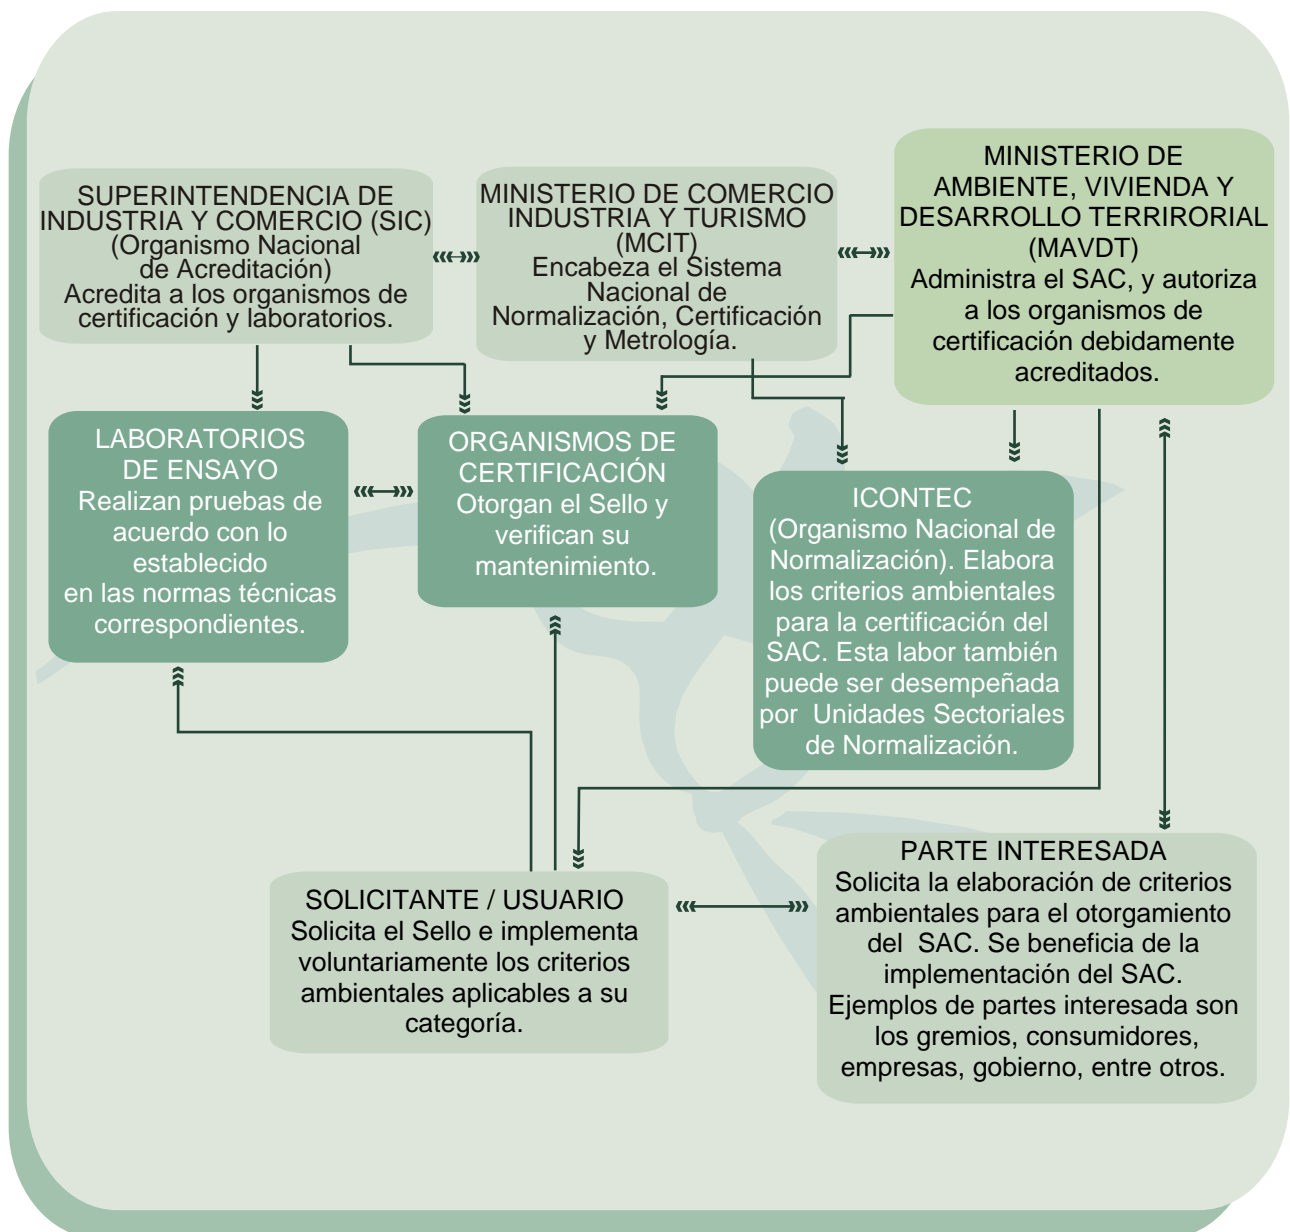 SUPERINTENDENCIA DE
INDUSTRIA Y COMERCIO (SIC)
(Organismo Nacional
de Acreditación)
Acredita a los organismos de
certificación y laboratorios.
MINISTERIO DE COMERCIO
INDUSTRIA Y TURISMO
(MCIT)
Encabeza el Sistema
Nacional de
Normalización, Certificación
y Metrología.
MINISTERIO DE
AMBIENTE, VIVIENDA Y
DESARROLLO TERRIRORIAL
(MAVDT)
Administra el SAC, y autoriza
a los organismos de
certificación debidamente
acreditados.
LABORATORIOS
DE ENSAYO
Realizan pruebas de
acuerdo con lo
establecido
en las normas técnicas
correspondientes.
ORGANISMOS DE
CERTIFICACIÓN
Otorgan el Sello y
verifican su
mantenimiento.
ICONTEC
(Organismo Nacional de
Normalización). Elabora
los criterios ambientales
para la certificación del
SAC. Esta labor también
puede ser desempeñada
por Unidades Sectoriales
de Normalización.
SOLICITANTE / USUARIO
Solicita el Sello e implementa
voluntariamente los criterios
ambientales aplicables a su
categoría.
PARTE INTERESADA
Solicita la elaboración de criterios
ambientales para el otorgamiento
del SAC. Se beneficia de la
implementación del SAC.
Ejemplos de partes interesada son
los gremios, consumidores,
empresas, gobierno, entre otros.